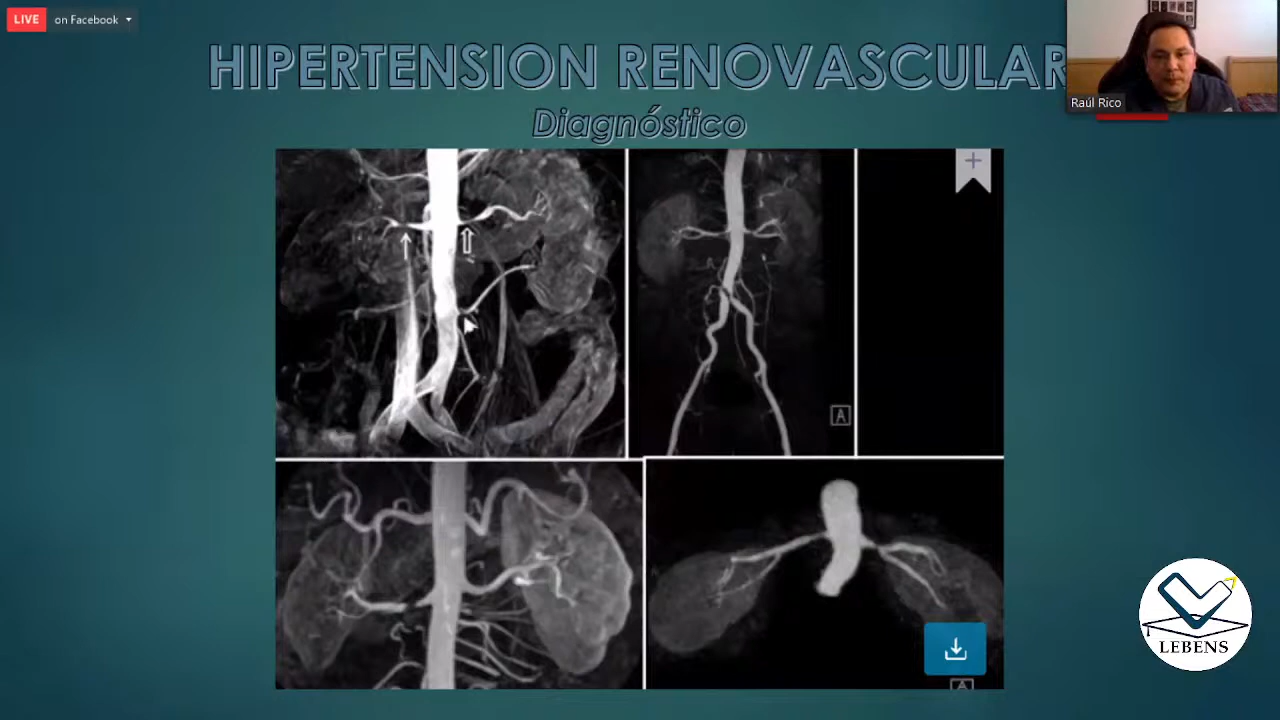 LIVE on Facebook
HIPERTENSION RENOVASCULAR
Diagnóstico
Raúl Rico
A
LEBENS
A